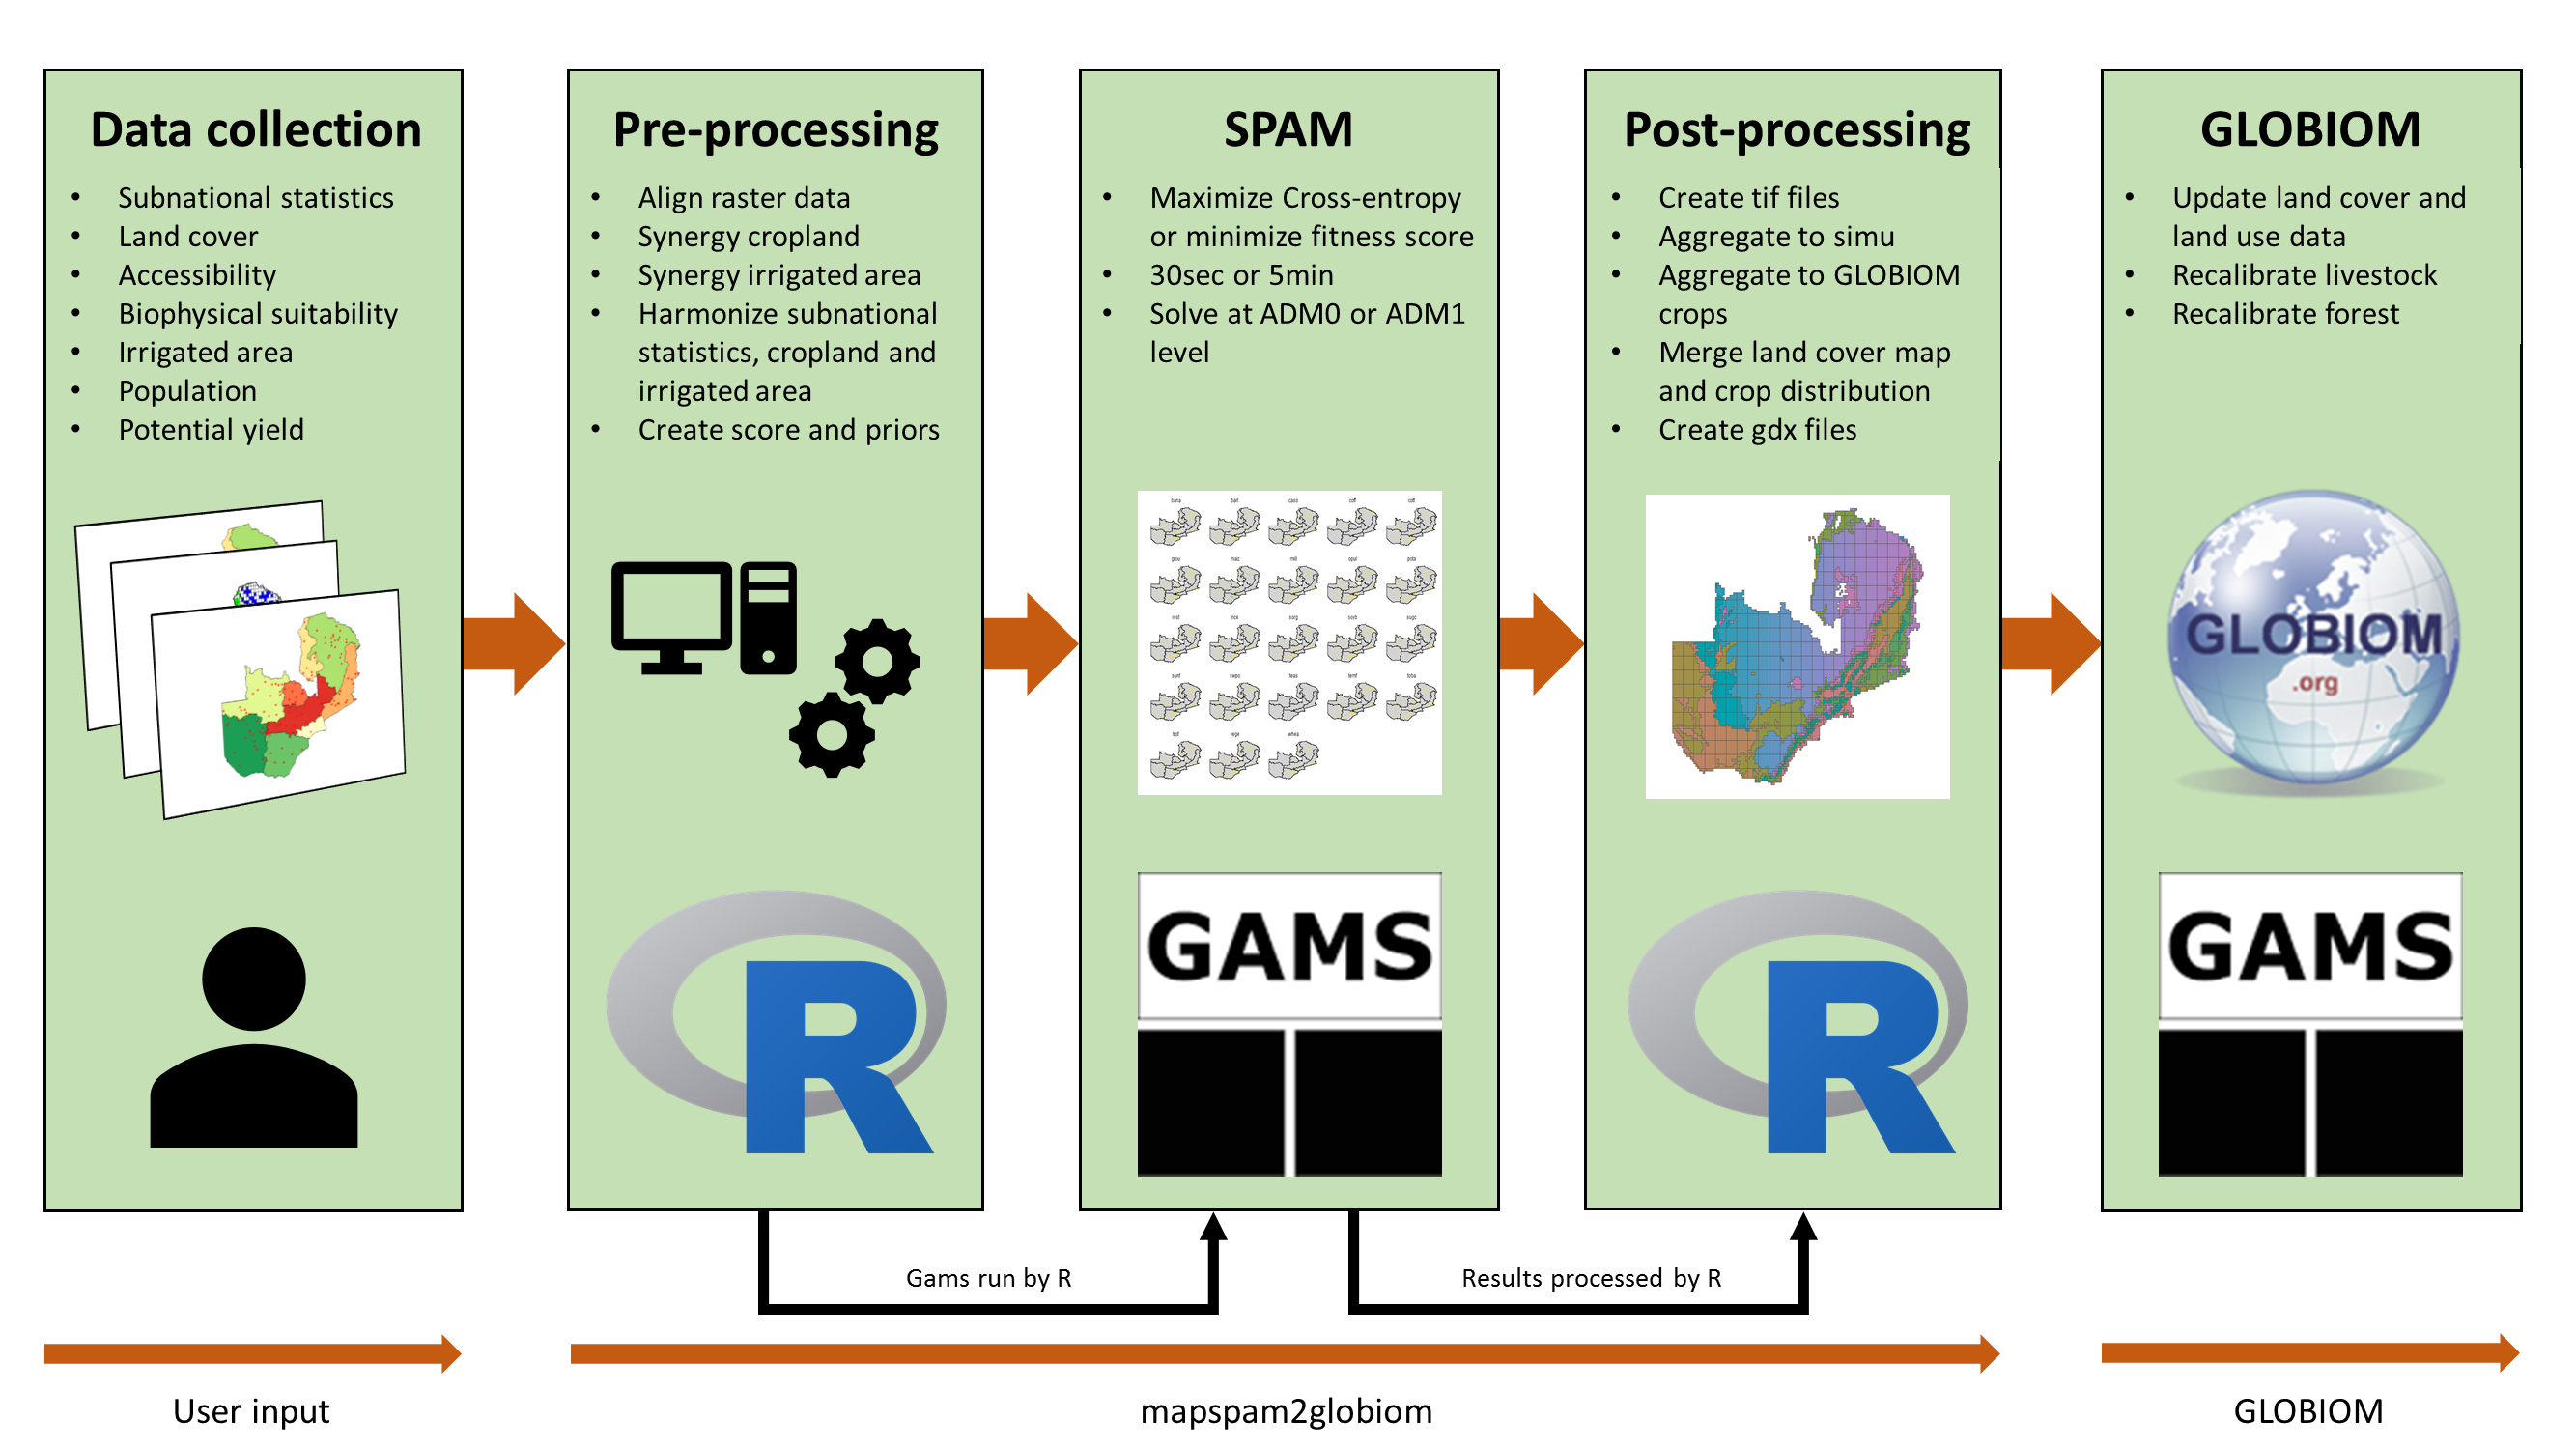 Data collection
• Subnational statistics
• Land cover
• Accessibility
• Biophysical suitability
• Irrigated area
• Population
• Potential yield
Pre-processing
• Align raster data
• Synergy cropland
• Synergy irrigated area
• Harmonize subnational
statistics, cropland and
irrigated area
• Create score and priors
R
SPAM
• Maximize Cross-entropy
or minimize fitness score
• 30sec or 5min
• Solve at ADM0 or ADM1
level
GAMS
Post-processing
• Create tif files
• Aggregate to simu
• Aggregate to GLOBIOM
crops
• Merge land cover map
and crop distribution
• Create gdx files
R
GLOBIOM
• Update land cover and
land use data
• Recalibrate livestock
• Recalibrate forest
GLOBIOM
.org
GAMS
Gams run by R
Results processed by R
User input
mapspam2globiom
GLOBIOM